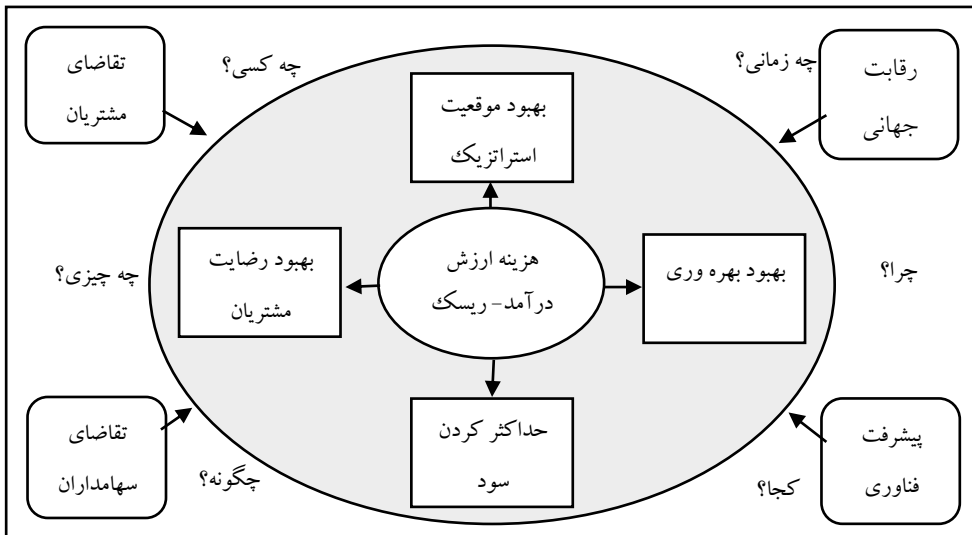 رقابت
جهانی
چه زمانی؟
چه کسی؟
تقاضای
مشتریان
بهبود موقعیت
استراتزیک
چرا؟
بهبود بهره وری
هزینه ارزش
درآمد- ریسک
بهبود رضایت
مشتریان
چه چیزی؟
حداکثر کردن
سود
پیشرفت
فناوری
کجا؟
چگونه؟
تقاضای
سهامداران